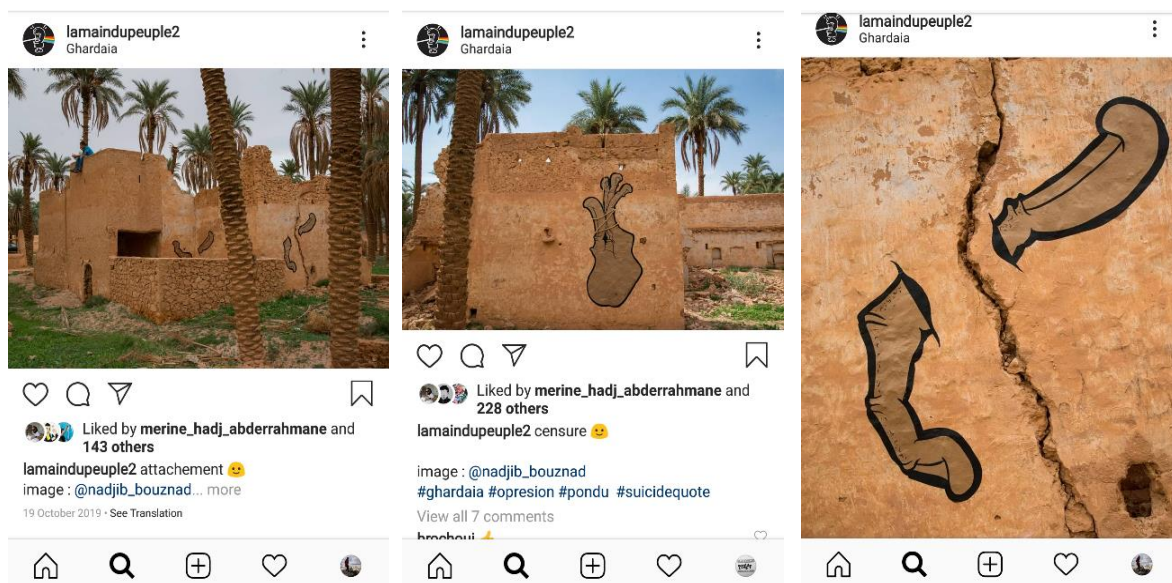 lamaindupeuple2
Ghardaia
Liked by merine_hadj_abderrahmane and
143 others
lamaindupeuple2 attachement 🙂
image : @nadjib_bouznad... more
19 October 2019 • See Translation
lamaindupeuple2
Ghardaia
Liked by merine_hadj_abderrahmane and
228 others
lamaindupeuple2 censure 🙂
image : @nadjib_bouznad
#ghardaia #opresion #pondu #suicidequote
View all 7 comments
lamaindupeuple2
Ghardaia